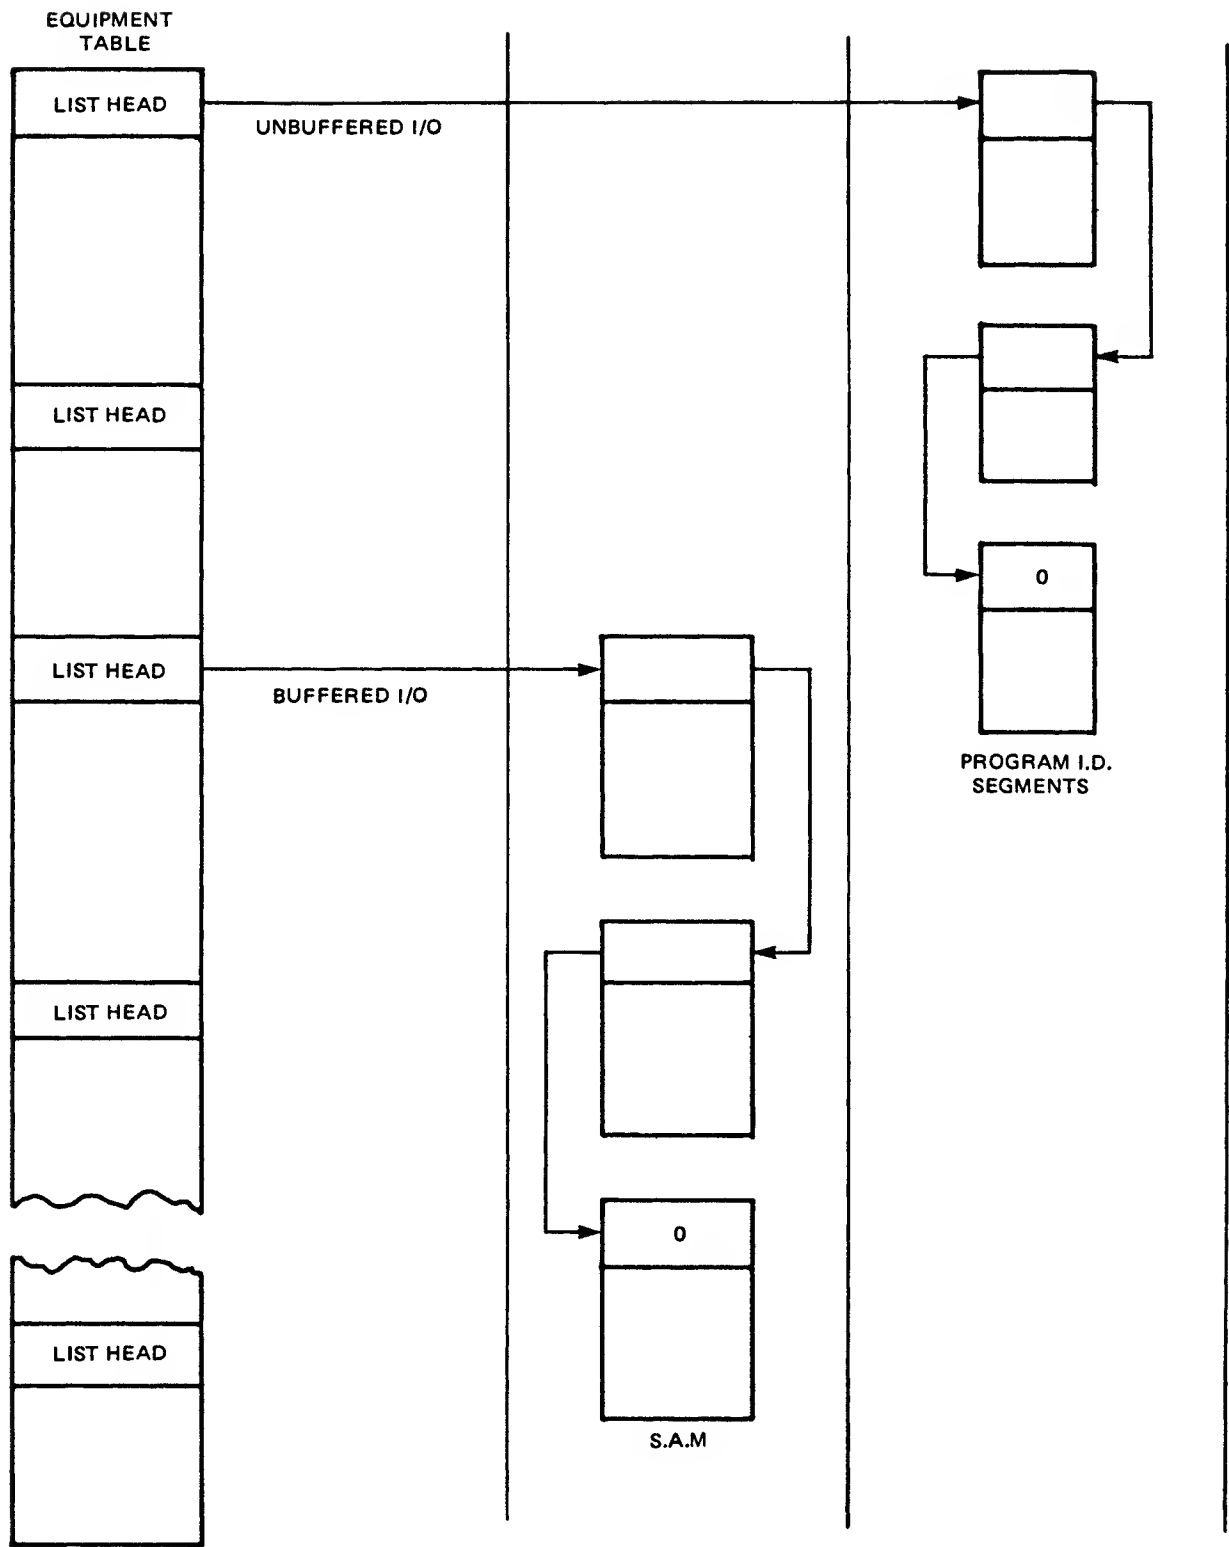 EQUIPMENT
TABLE
LIST HEAD
UNBUFFERED I/O
LIST HEAD
0
LIST HEAD
BUFFERED I/O
PROGRAM I.D.
SEGMENTS
LIST HEAD
0
LIST HEAD
S.A.M